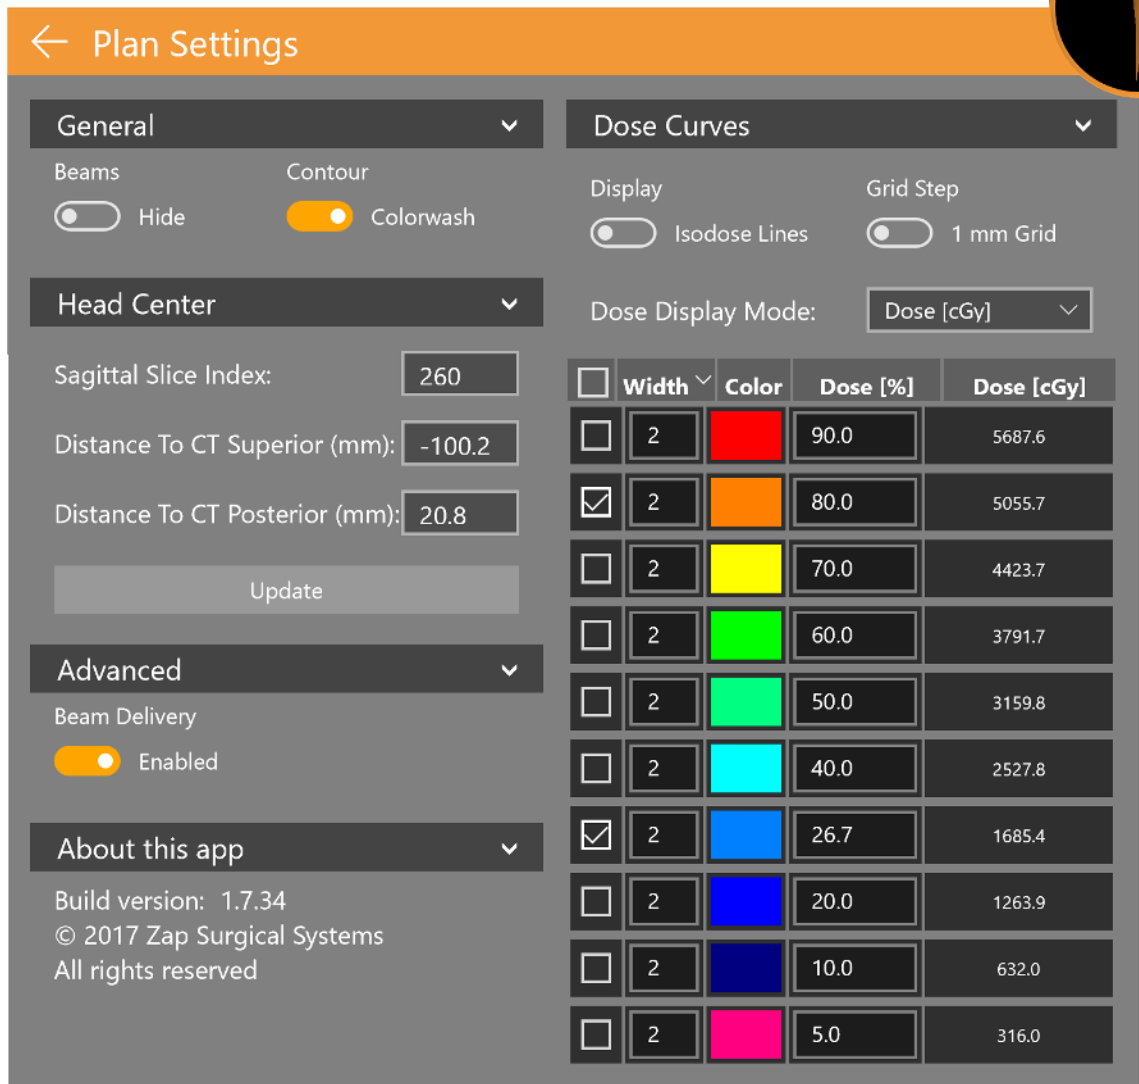 Plan Settings
General
Beams Contour
Hide Colorwash
Head Center
Sagittal Slice Index: 260
Distance To CT Superior (mm): -100.2
Distance To CT Posterior (mm): 20.8
Update
Advanced
Beam Delivery
Enabled
About this app
Build version: 1.7.34
© 2017 Zap Surgical Systems
All rights reserved
Dose Curves
Display Grid Step
Isodose Lines 1 mm Grid
Dose Display Mode: Dose [cGy]
Width Color Dose [%] Dose [cGy]
2 90.0 5687.6
2 80.0 5055.7
2 70.0 4423.7
2 60.0 3791.7
2 50.0 3159.8
2 40.0 2527.8
2 26.7 1685.4
2 20.0 1263.9
2 10.0 632.0
2 5.0 316.0